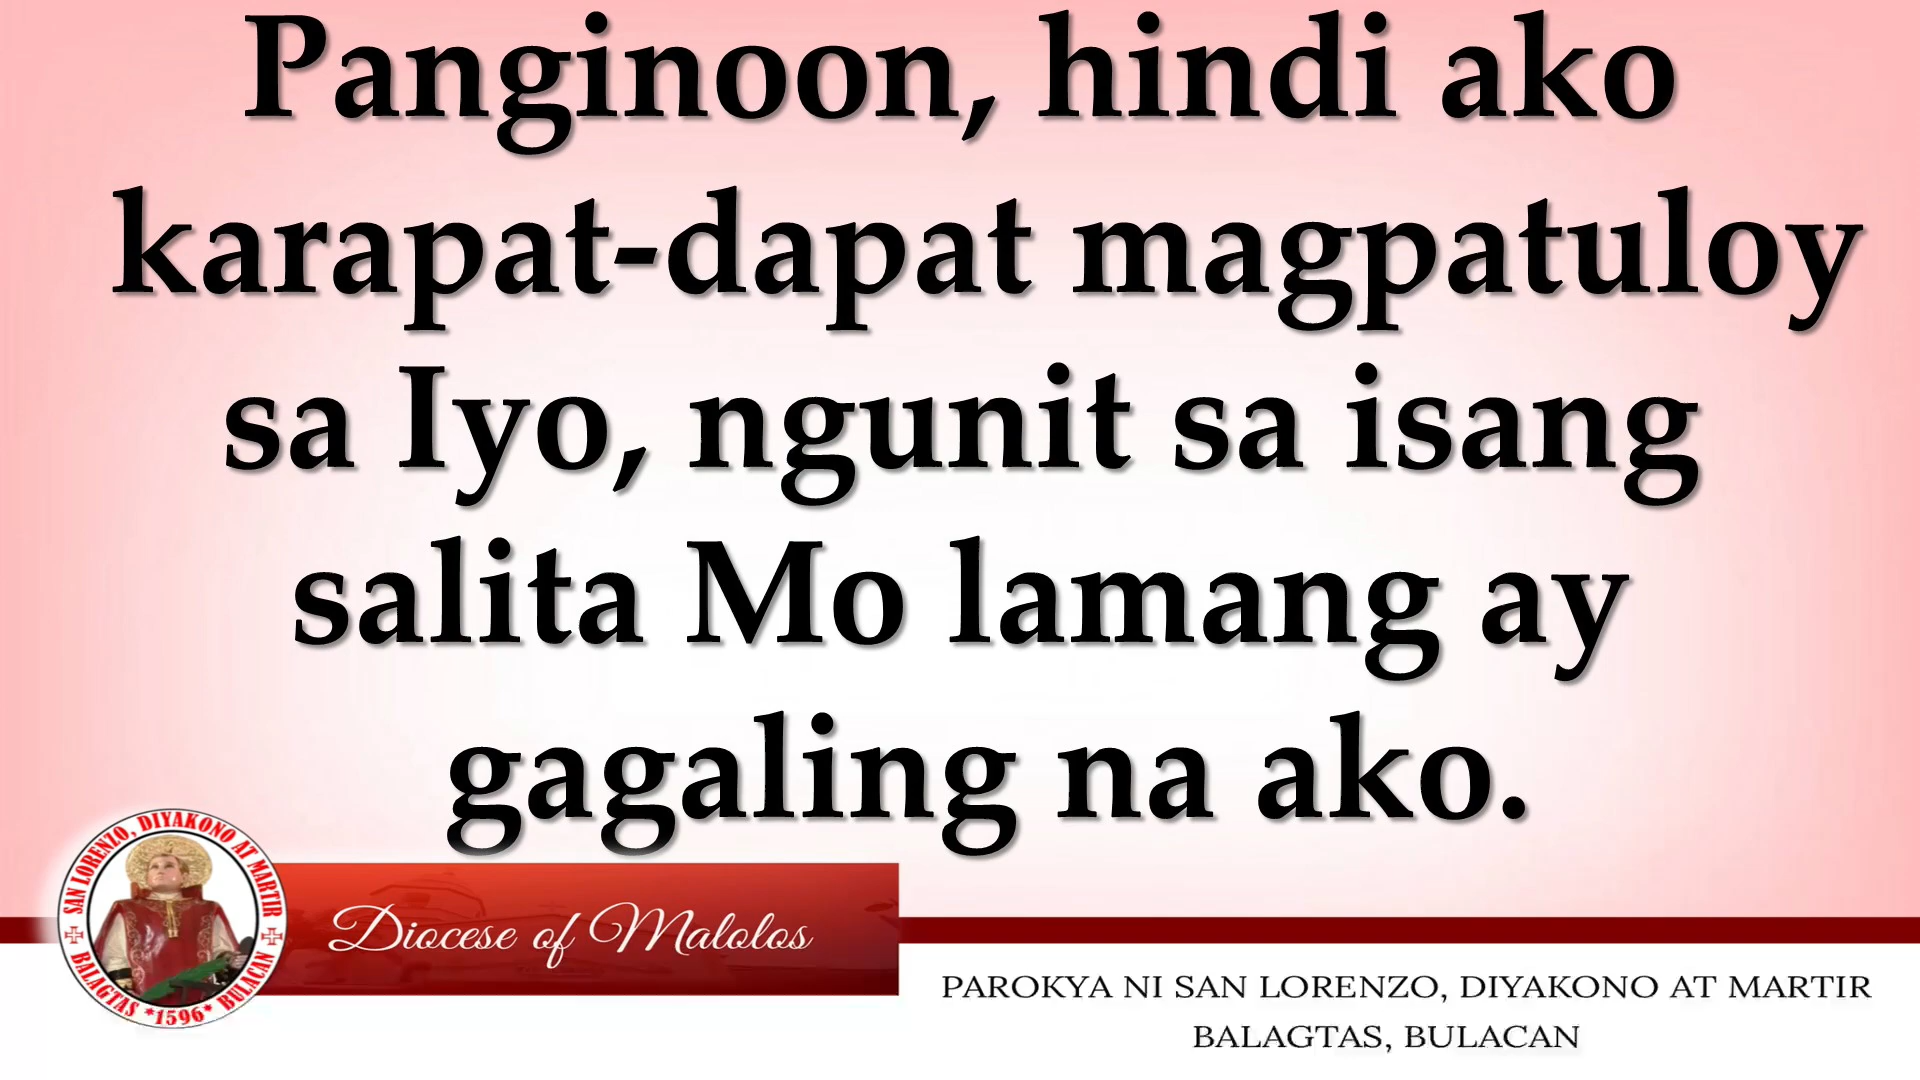 Panginoon, hindi ako
karapat-dapat magpatuloy
sa Iyo, ngunit sa isang
salita Mo lamang ay
gagaling na ako.
SAN LORENZO, DIYAKONO AT MARTIR
BALAGTAS *1596* BULACAN
Diocese of Malolos
PAROKYA NI SAN LORENZO, DIYAKONO AT MARTIR
BALAGTAS, BULACAN